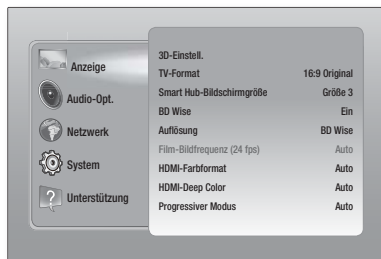 Anzeige
Audio-Opt.
Netzwerk
System
Unterstützung
3D-Einstell.
TV-Format 16:9 Original
Smart Hub-Bildschirmgröße Größe 3
BD Wise Ein
Auflösung BD Wise
Film-Bildfrequenz (24 fps) Auto
HDMI-Farbformat Auto
HDMI-Deep Color Auto
Progressiver Modus Auto